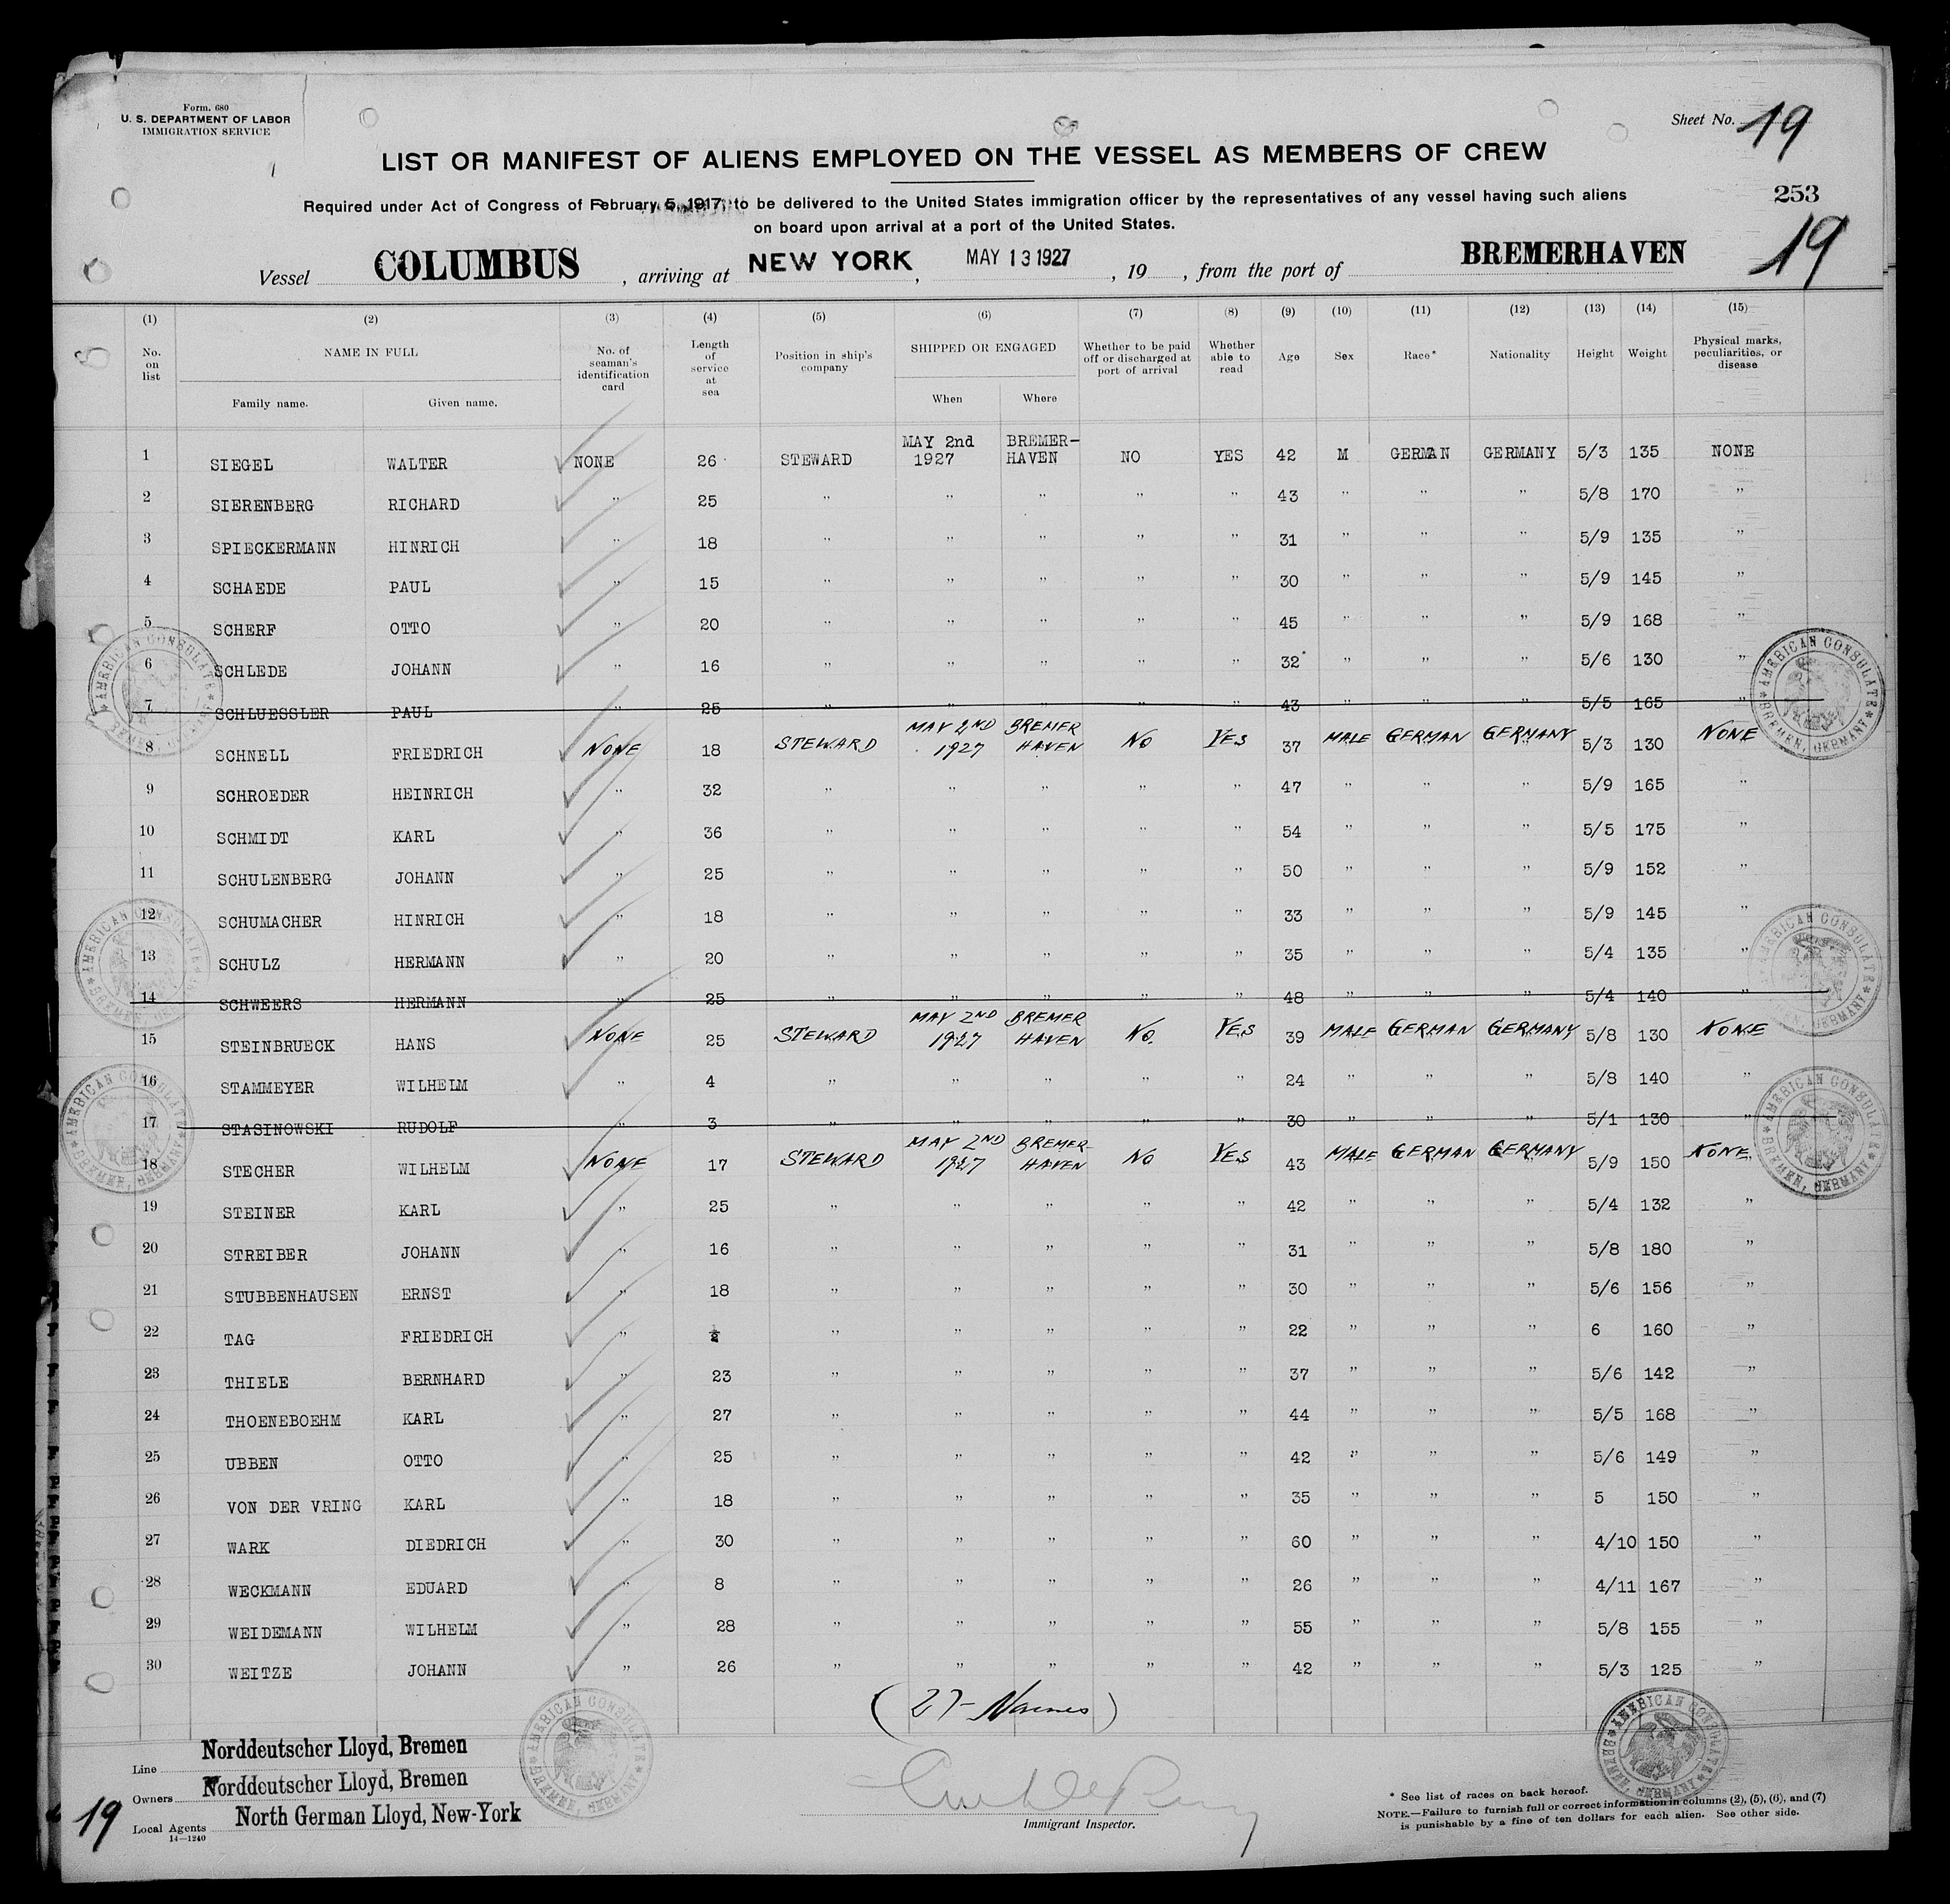 Form. 680
U. S. DEPARTMENT OF LABOR
IMMIGRATION SERVICE
Sheet No. 19
LIST OR MANIFEST OF ALIENS EMPLOYED ON THE VESSEL AS MEMBERS OF CREW
253
Required under Act of Congress of February 5, 1917, to be delivered to the United States immigration officer by the representatives of any vessel having such aliens
on board upon arrival at a port of the United States.
19
Vessel COLUMBUS , arriving at NEW YORK , MAY 13 1927 , 19 , from the port of BREMERHAVEN
(1) (2) (3) (4) (5) (6) (7) (8) (9) (10) (11) (12) (13) (14) (15)
No. on list
NAME IN FULL
Family name. Given name.
No. of seaman's identification card
Length of service at sea
Position in ship's company
SHIPPED OR ENGAGED
When Where
Whether to be paid off or discharged at port of arrival
Whether able to read
Age
Sex
Race*
Nationality
Height
Weight
Physical marks, peculiarities, or disease
1 SIEGEL WALTER NONE 26 STEWARD MAY 2nd 1927 BREMER-HAVEN NO YES 42 M GERMAN GERMANY 5/3 135 NONE
2 SIERENBERG RICHARD " 25 " " " " " 43 " " " 5/8 170 "
3 SPIECKERMANN HINRICH " 18 " " " " " 31 " " " 5/9 135 "
4 SCHAEDE PAUL " 15 " " " " " 30 " " " 5/9 145 "
5 SCHERF OTTO " 20 " " " " " 45 " " " 5/9 168 "
6 SCHLEDE JOHANN " 16 " " " " " 32 " " " 5/6 130 "
7 SCHLUESSLER PAUL " 25 " " " " " 43 " " " 5/5 165 "
8 SCHNELL FRIEDRICH NONE 18 STEWARD MAY 2ND 1927 BREMER HAVEN NO YES 37 MALE GERMAN GERMANY 5/3 130 NONE
9 SCHROEDER HEINRICH " 32 " " " " " 47 " " " 5/9 165 "
10 SCHMIDT KARL " 36 " " " " " 54 " " " 5/5 175 "
11 SCHULENBERG JOHANN " 25 " " " " " 50 " " " 5/9 152 "
12 SCHUMACHER HINRICH " 18 " " " " " 33 " " " 5/9 145 "
13 SCHULZ HERMANN " 20 " " " " " 35 " " " 5/4 135 "
14 SCHWEERS HERMANN " 25 " " " " " 48 " " " 5/4 140 "
15 STEINBRUECK HANS NONE 25 STEWARD MAY 2ND 1927 BREMER HAVEN NO. YES 39 MALE GERMAN GERMANY 5/8 130 NONE
16 STAMMEYER WILHELM " 4 " " " " " 24 " " " 5/8 140 "
17 STASINOWSKI RUDOLF " 3 " " " " " 30 " " " 5/1 130 "
18 STECHER WILHELM NONE 17 STEWARD MAY 2ND 1927 BREMER-HAVEN NO YES 43 MALE GERMAN GERMANY 5/9 150 NONE
19 STEINER KARL " 25 " " " " " 42 " " " 5/4 132 "
20 STREIBER JOHANN " 16 " " " " " 31 " " " 5/8 180 "
21 STUBBENHAUSEN ERNST " 18 " " " " " 30 " " " 5/6 156 "
22 TAG FRIEDRICH " " " " " " 22 " " " 6 160 "
23 THIELE BERNHARD " 23 " " " " " 37 " " " 5/6 142 "
24 THOENEBOEHM KARL " 27 " " " " " 44 " " " 5/5 168 "
25 UBBEN OTTO " 25 " " " " " 42 " " " 5/6 149 "
26 VON DER VRING KARL " 18 " " " " " 35 " " " 5 150 "
27 WARK DIEDRICH " 30 " " " " " 60 " " " 4/10 150 "
28 WECKMANN EDUARD " 8 " " " " " 26 " " " 4/11 167 "
29 WEIDEMANN WILHELM " 28 " " " " " 55 " " " 5/8 155 "
30 WEITZE JOHANN " 26 " " " " " 42 " " " 5/3 125 "
(27 - Names)
AMERICAN CONSULATE
BREMEN, GERMANY
Line Norddeutscher Lloyd, Bremen
Owners Norddeutscher Lloyd, Bremen
Local Agents North German Lloyd, New-York
14-1240
19
Immigrant Inspector.
* See list of races on back hereof.
NOTE.—Failure to furnish full or correct information in columns (2), (5), (6), and (7)
is punishable by a fine of ten dollars for each alien. See other side.